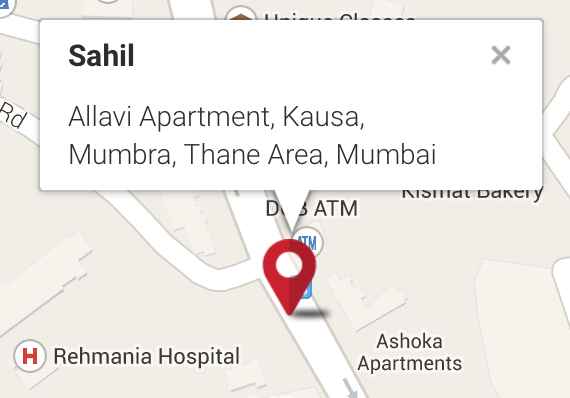 Unique Classes
Sahil
Allavi Apartment, Kausa,
Mumbra, Thane Area, Mumbai
Rd
Kismat Bakery
ATM
ATM
H Rehmania Hospital
Ashoka
Apartments